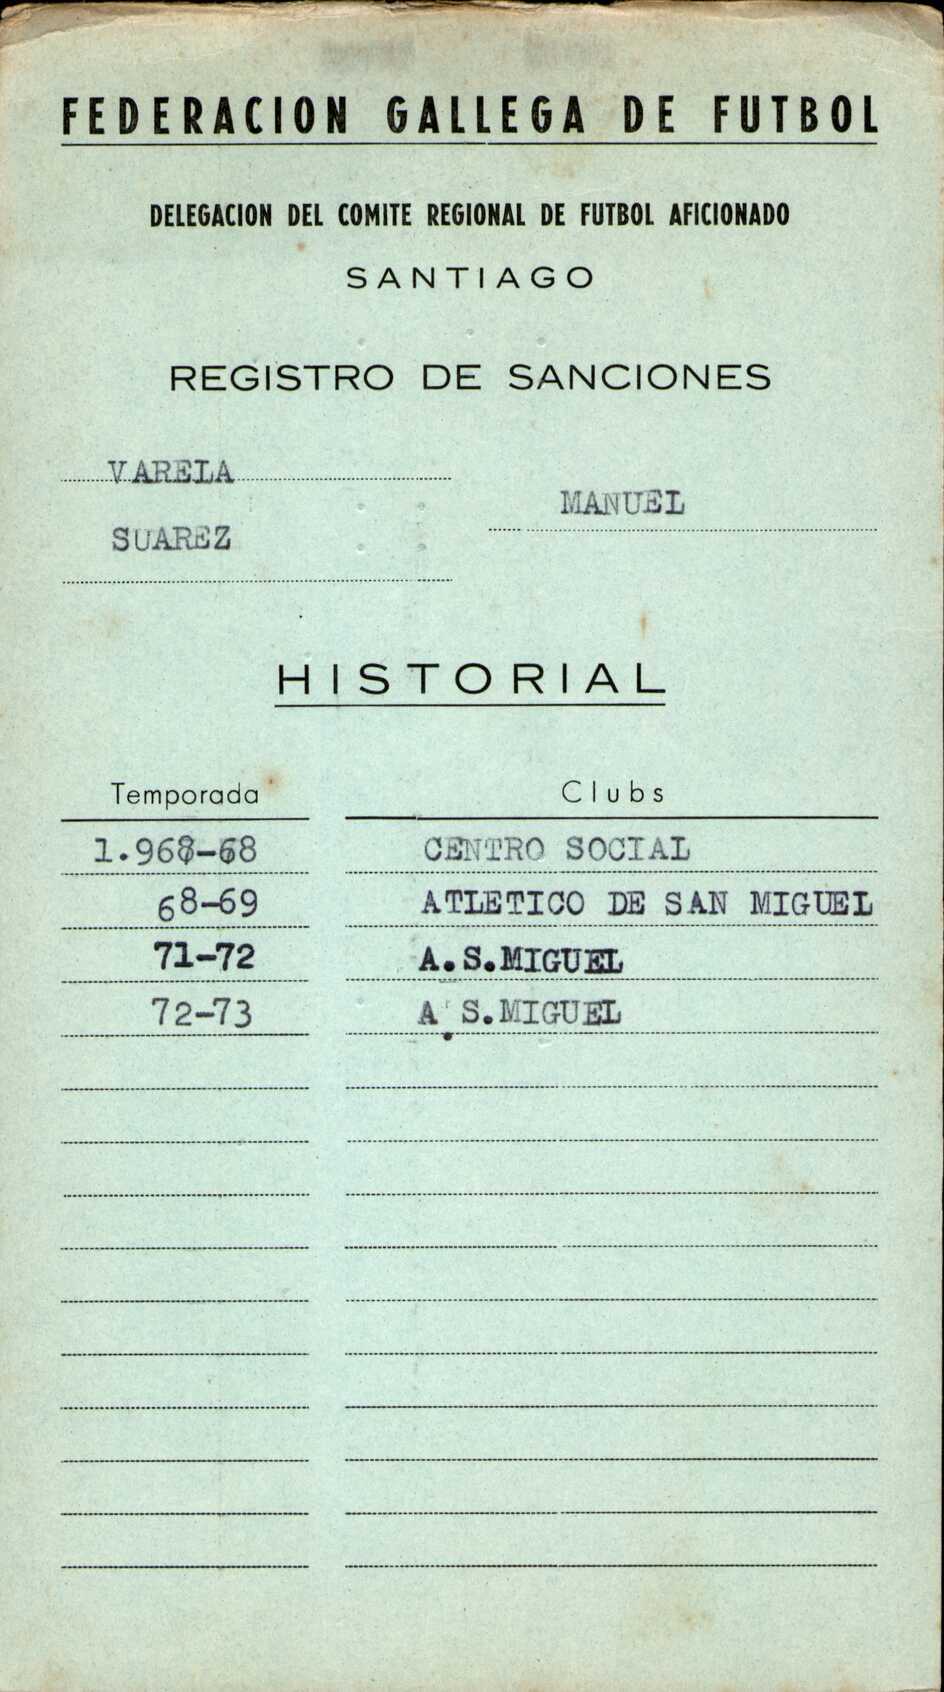 FEDERACION GALLEGA DE FUTBOL
DELEGACION DEL COMITE REGIONAL DE FUTBOL AFICIONADO
SANTIAGO
REGISTRO DE SANCIONES
VARELA
MANUEL
SUAREZ
HISTORIAL
Temporada Clubs
1.968-68 CENTRO SOCIAL
68-69 ATLETICO DE SAN MIGUEL
71-72 A.S.MIGUEL
72-73 A.S.MIGUEL